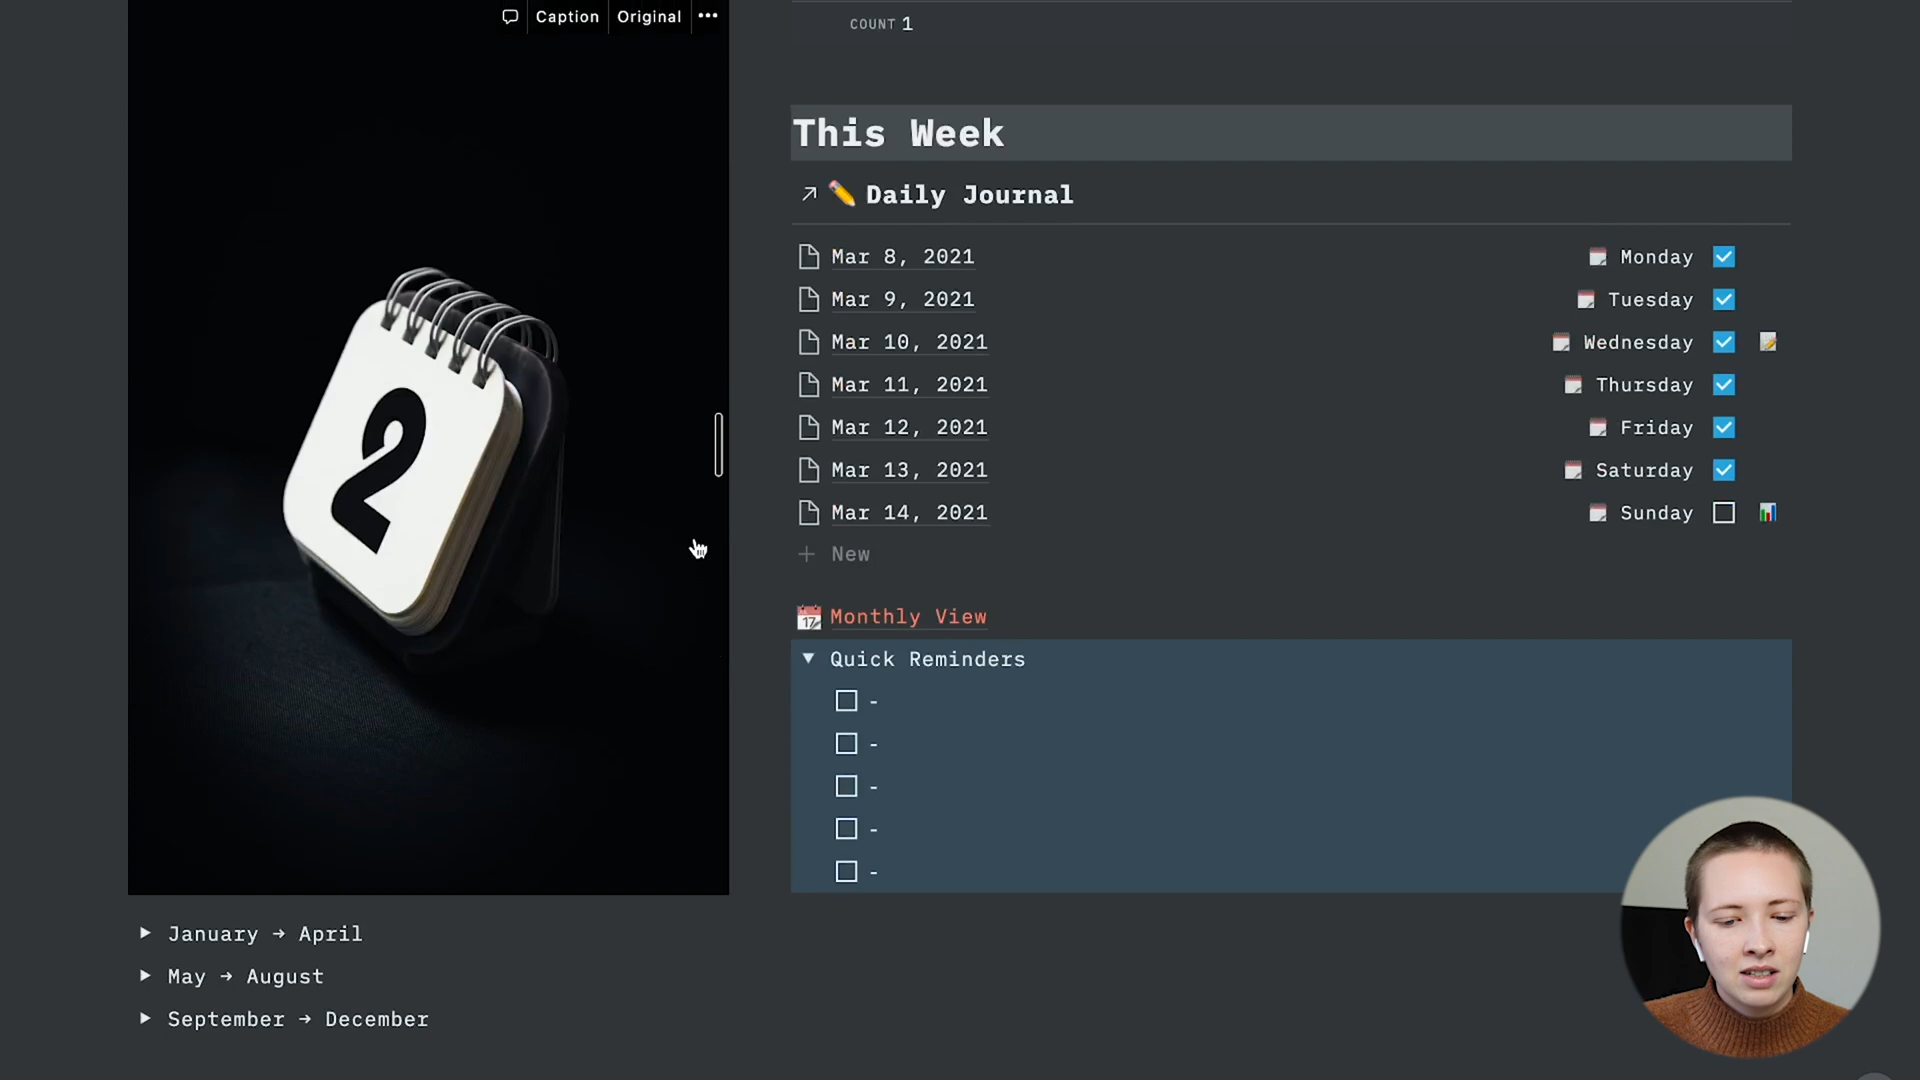 Caption Original •••
COUNT 1
This Week
↗ Daily Journal
Mar 8, 2021 Monday
Mar 9, 2021 Tuesday
Mar 10, 2021 Wednesday
Mar 11, 2021 Thursday
Mar 12, 2021 Friday
Mar 13, 2021 Saturday
Mar 14, 2021 Sunday
+ New
17 Monthly View
Quick Reminders
-
-
-
-
-
2
January → April
May → August
September → December